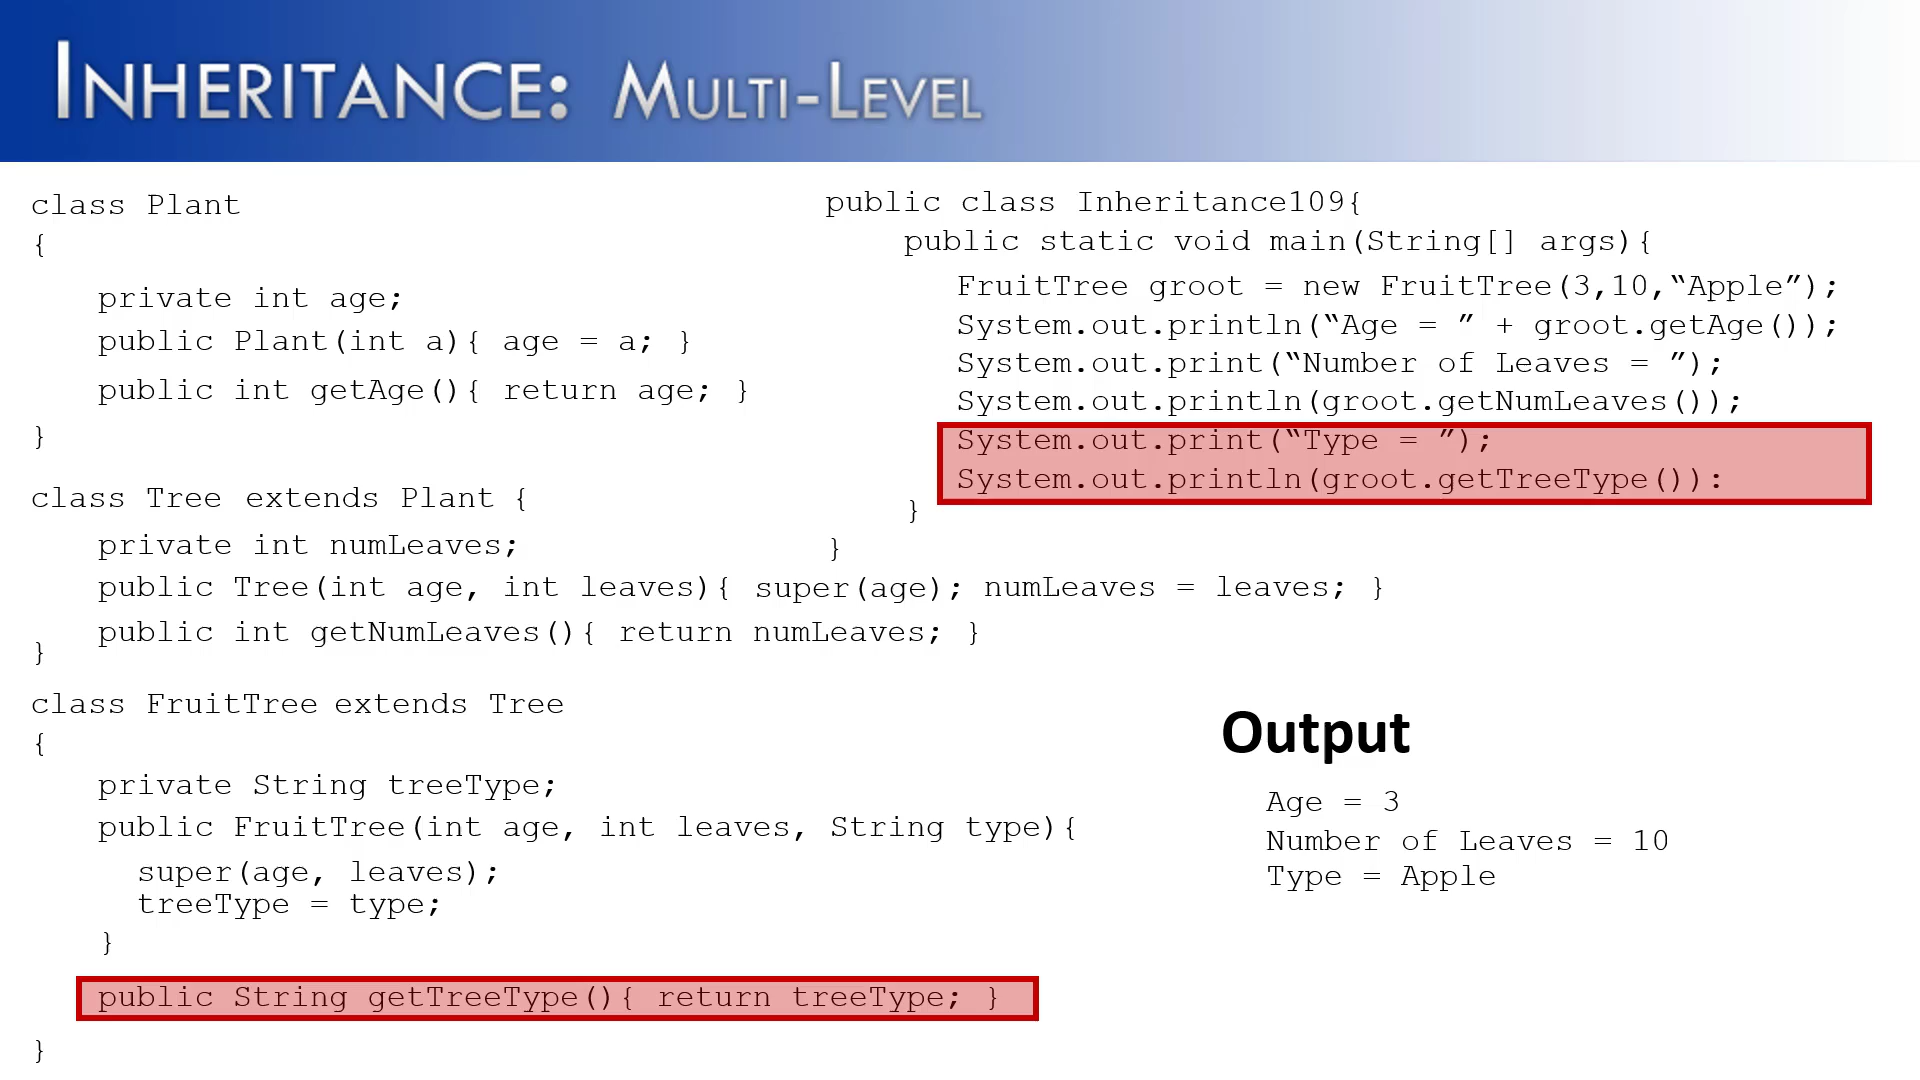 INHERITANCE: MULTI-LEVEL
class Plant
{
private int age;
public Plant(int a){ age = a; }
public int getAge(){ return age; }
}
class Tree extends Plant {
private int numLeaves;
public Tree(int age, int leaves){ super(age); numLeaves = leaves; }
public int getNumLeaves(){ return numLeaves; }
}
class FruitTree extends Tree
{
private String treeType;
public FruitTree(int age, int leaves, String type){
super(age, leaves);
treeType = type;
}
public String getTreeType(){ return treeType; }
}
public class Inheritance109{
public static void main(String[] args){
FruitTree groot = new FruitTree(3,10,“Apple”);
System.out.println(“Age = ” + groot.getAge());
System.out.print(“Number of Leaves = ”);
System.out.println(groot.getNumLeaves());
System.out.print(“Type = ”);
System.out.println(groot.getTreeType()):
}
}
Output
Age = 3
Number of Leaves = 10
Type = Apple